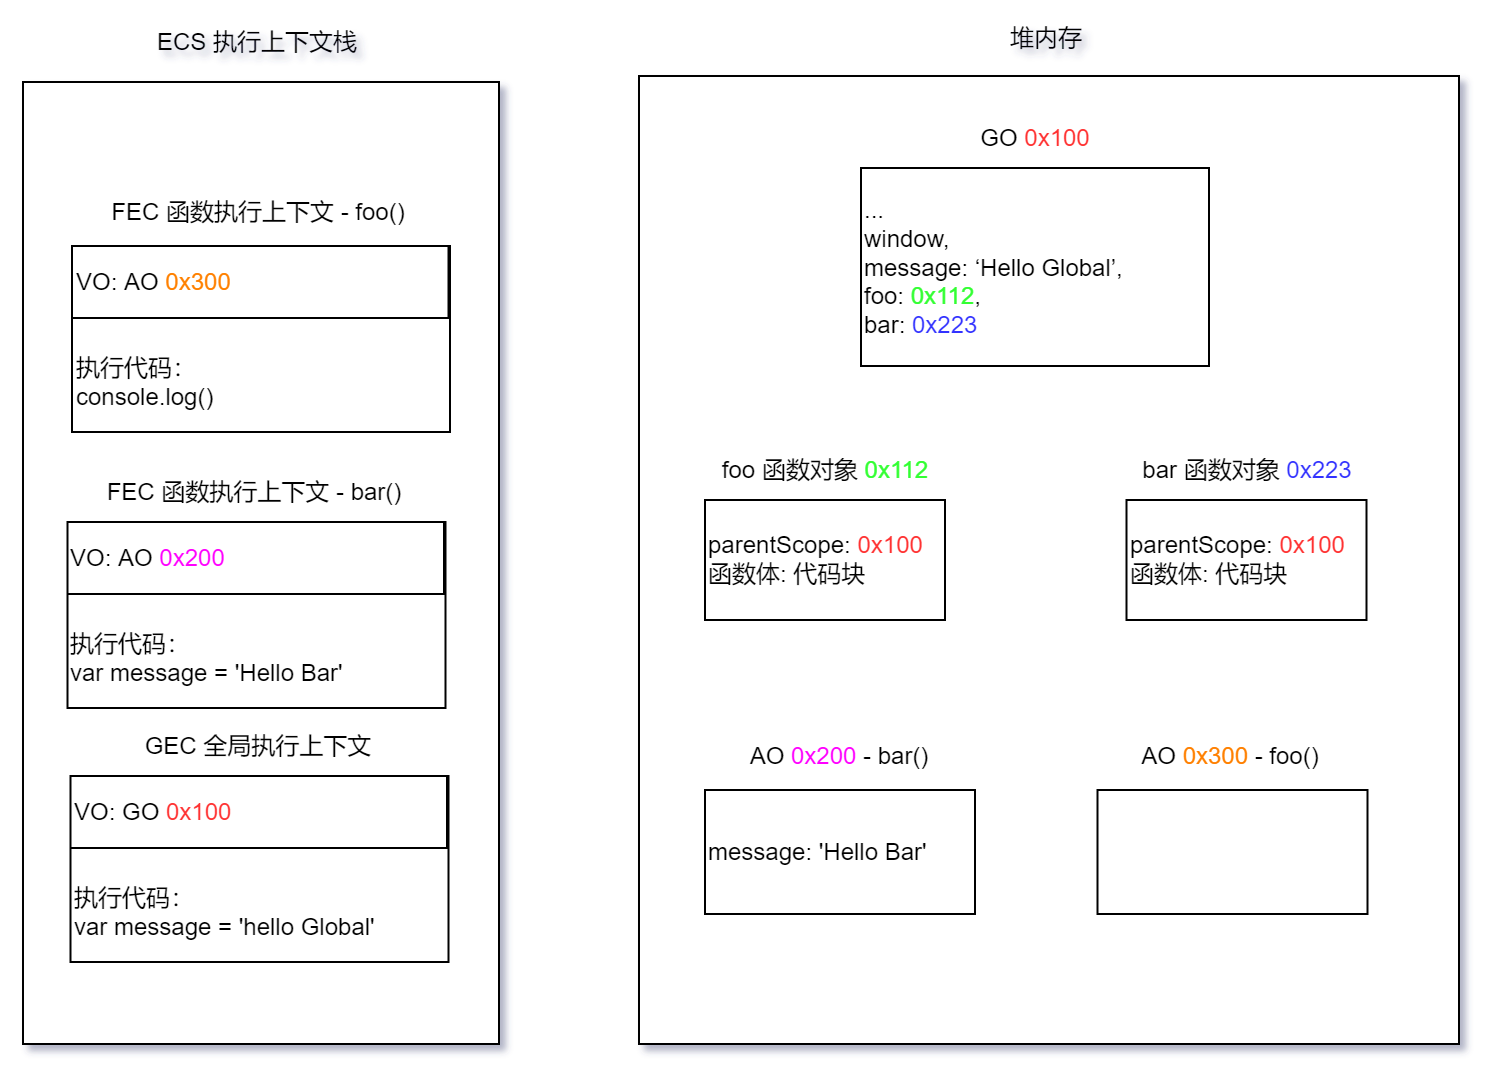 ECS 执行上下文栈
FEC 函数执行上下文 - foo()
VO: AO 0x300
执行代码：
console.log()
FEC 函数执行上下文 - bar()
VO: AO 0x200
执行代码：
var message = 'Hello Bar'
GEC 全局执行上下文
VO: GO 0x100
执行代码：
var message = 'hello Global'
堆内存
GO 0x100
...
window,
message: ‘Hello Global’,
foo: 0x112,
bar: 0x223
foo 函数对象 0x112
parentScope: 0x100
函数体: 代码块
bar 函数对象 0x223
parentScope: 0x100
函数体: 代码块
AO 0x200 - bar()
message: 'Hello Bar'
AO 0x300 - foo()